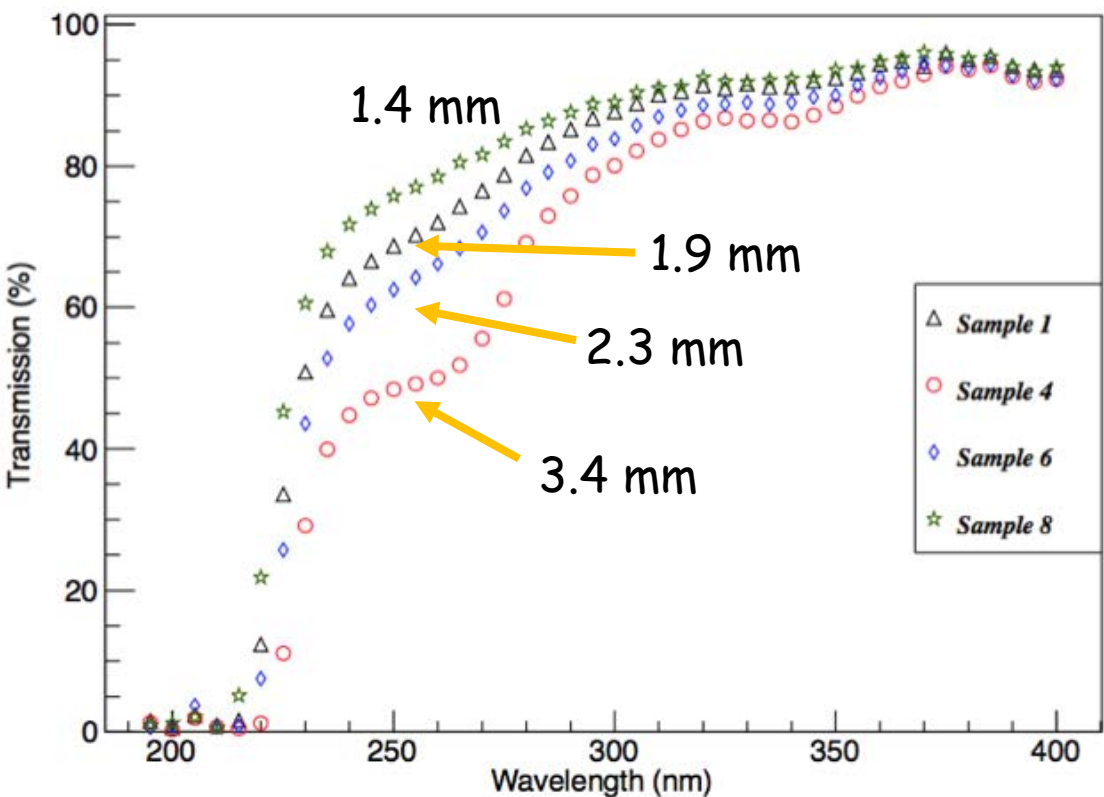 100
80
60
40
20
0
Transmission (%)
1.4 mm
1.9 mm
2.3 mm
3.4 mm
Sample 1
Sample 4
Sample 6
Sample 8
200 250 300 350 400
Wavelength (nm)